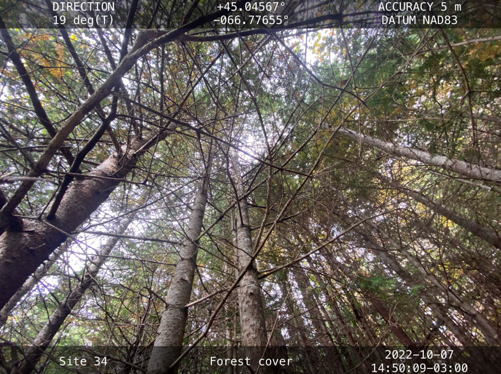 DIRECTION
19 deg(T)
+45.04567°
-066.77655°
ACCURACY 5 m
DATUM NAD83
Site 34
Forest cover
2022-10-07
14:50:09-03:00